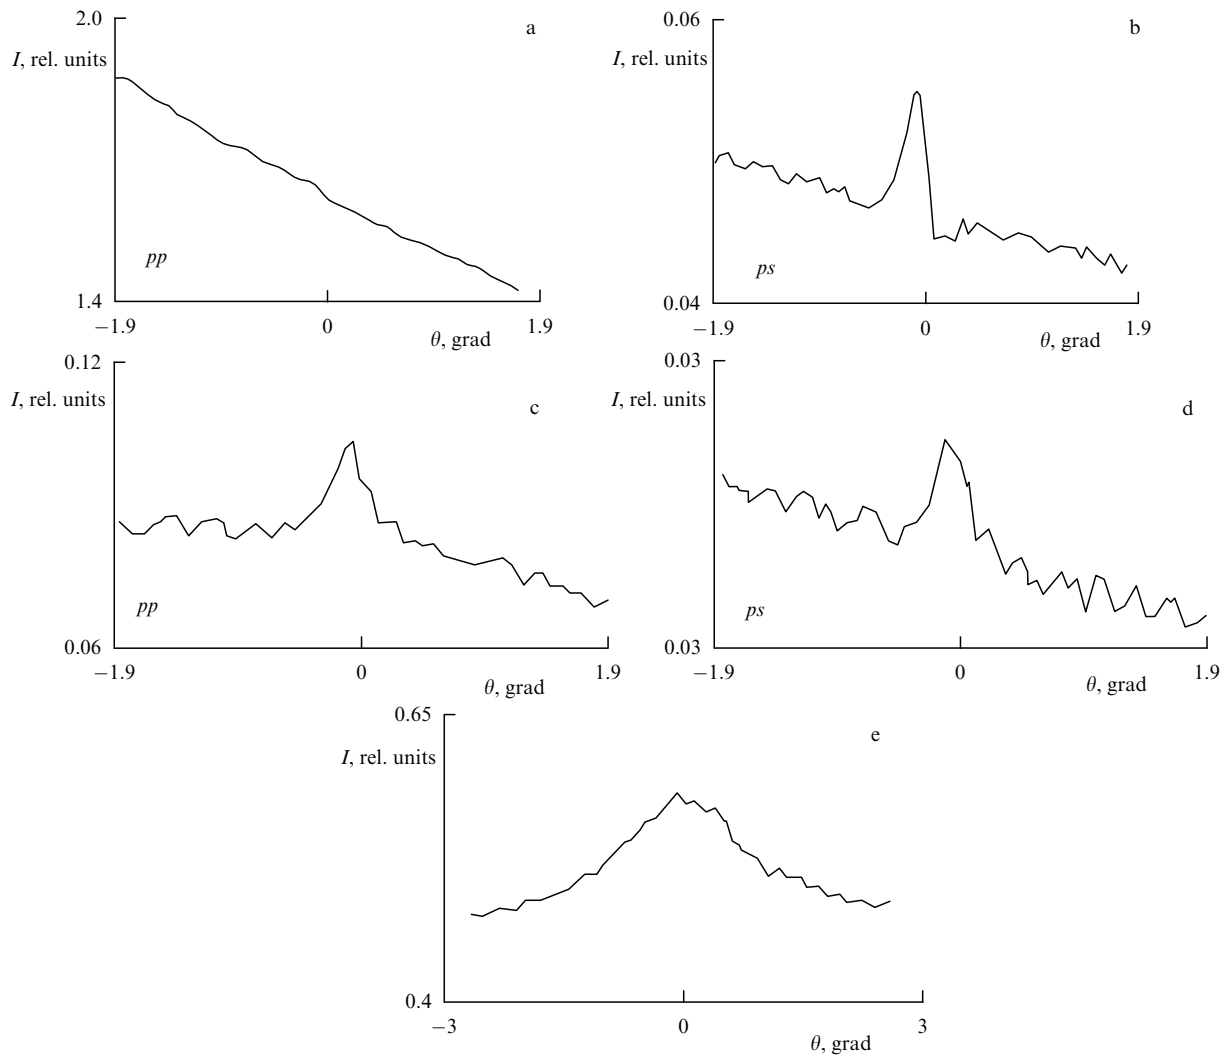 2.0
a
I, rel. units
pp
1.4
−1.9
0
1.9
θ, grad
0.06
b
I, rel. units
ps
0.04
−1.9
0
1.9
θ, grad
0.12
I, rel. units
c
pp
0.06
−1.9
0
1.9
θ, grad
0.03
I, rel. units
d
ps
0.03
−1.9
0
1.9
θ, grad
0.65
e
I, rel. units
0.4
−3
0
3
θ, grad